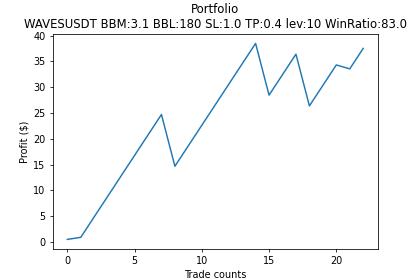 Portfolio
WAVESUSDT BBM:3.1 BBL:180 SL:1.0 TP:0.4 lev:10 WinRatio:83.0
40
35
30
25
20
15
10
5
0
Profit ($)
0 5 10 15 20
Trade counts